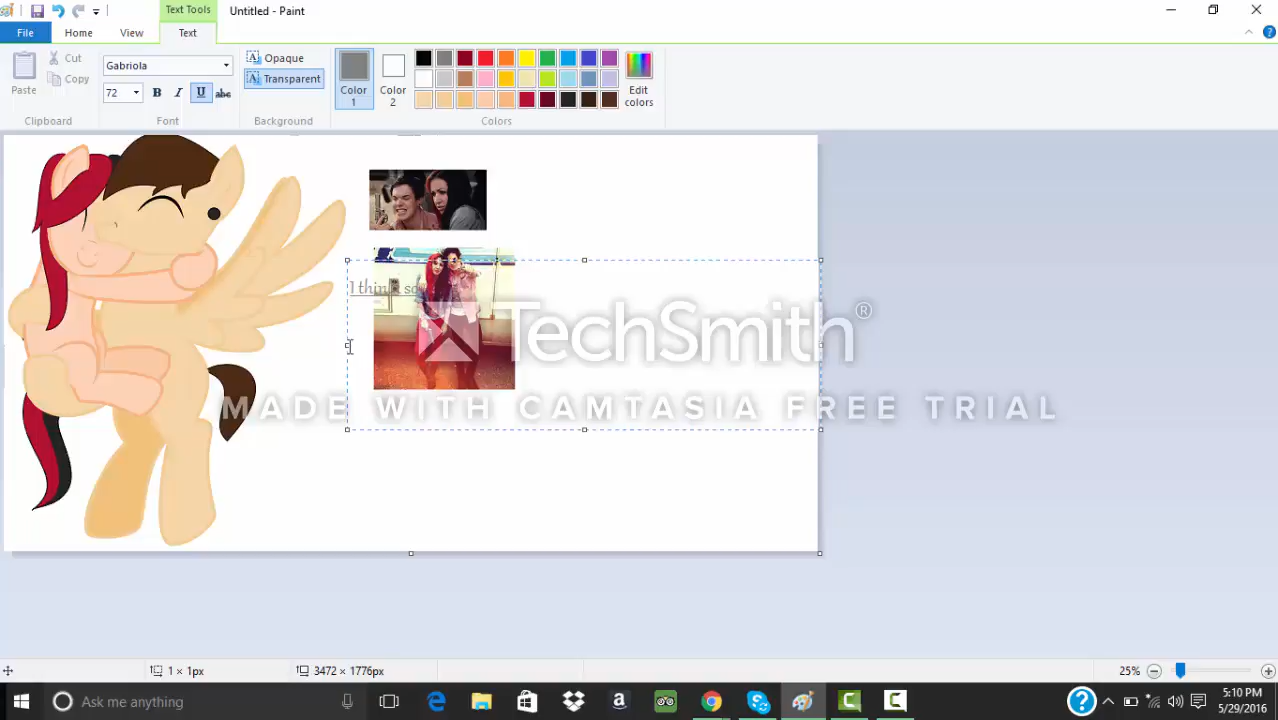 Text Tools
Untitled - Paint
File
Home
View
Text
Paste
Cut
Copy
Clipboard
Gabriola
72
B I U abc
Font
Opaque
Transparent
Background
Color 1
Color 2
Edit colors
Colors
I think so
TechSmith®
MADE WITH CAMTASIA FREE TRIAL
1 × 1px
3472 × 1776px
25%
Ask me anything
5:10 PM
5/29/2016